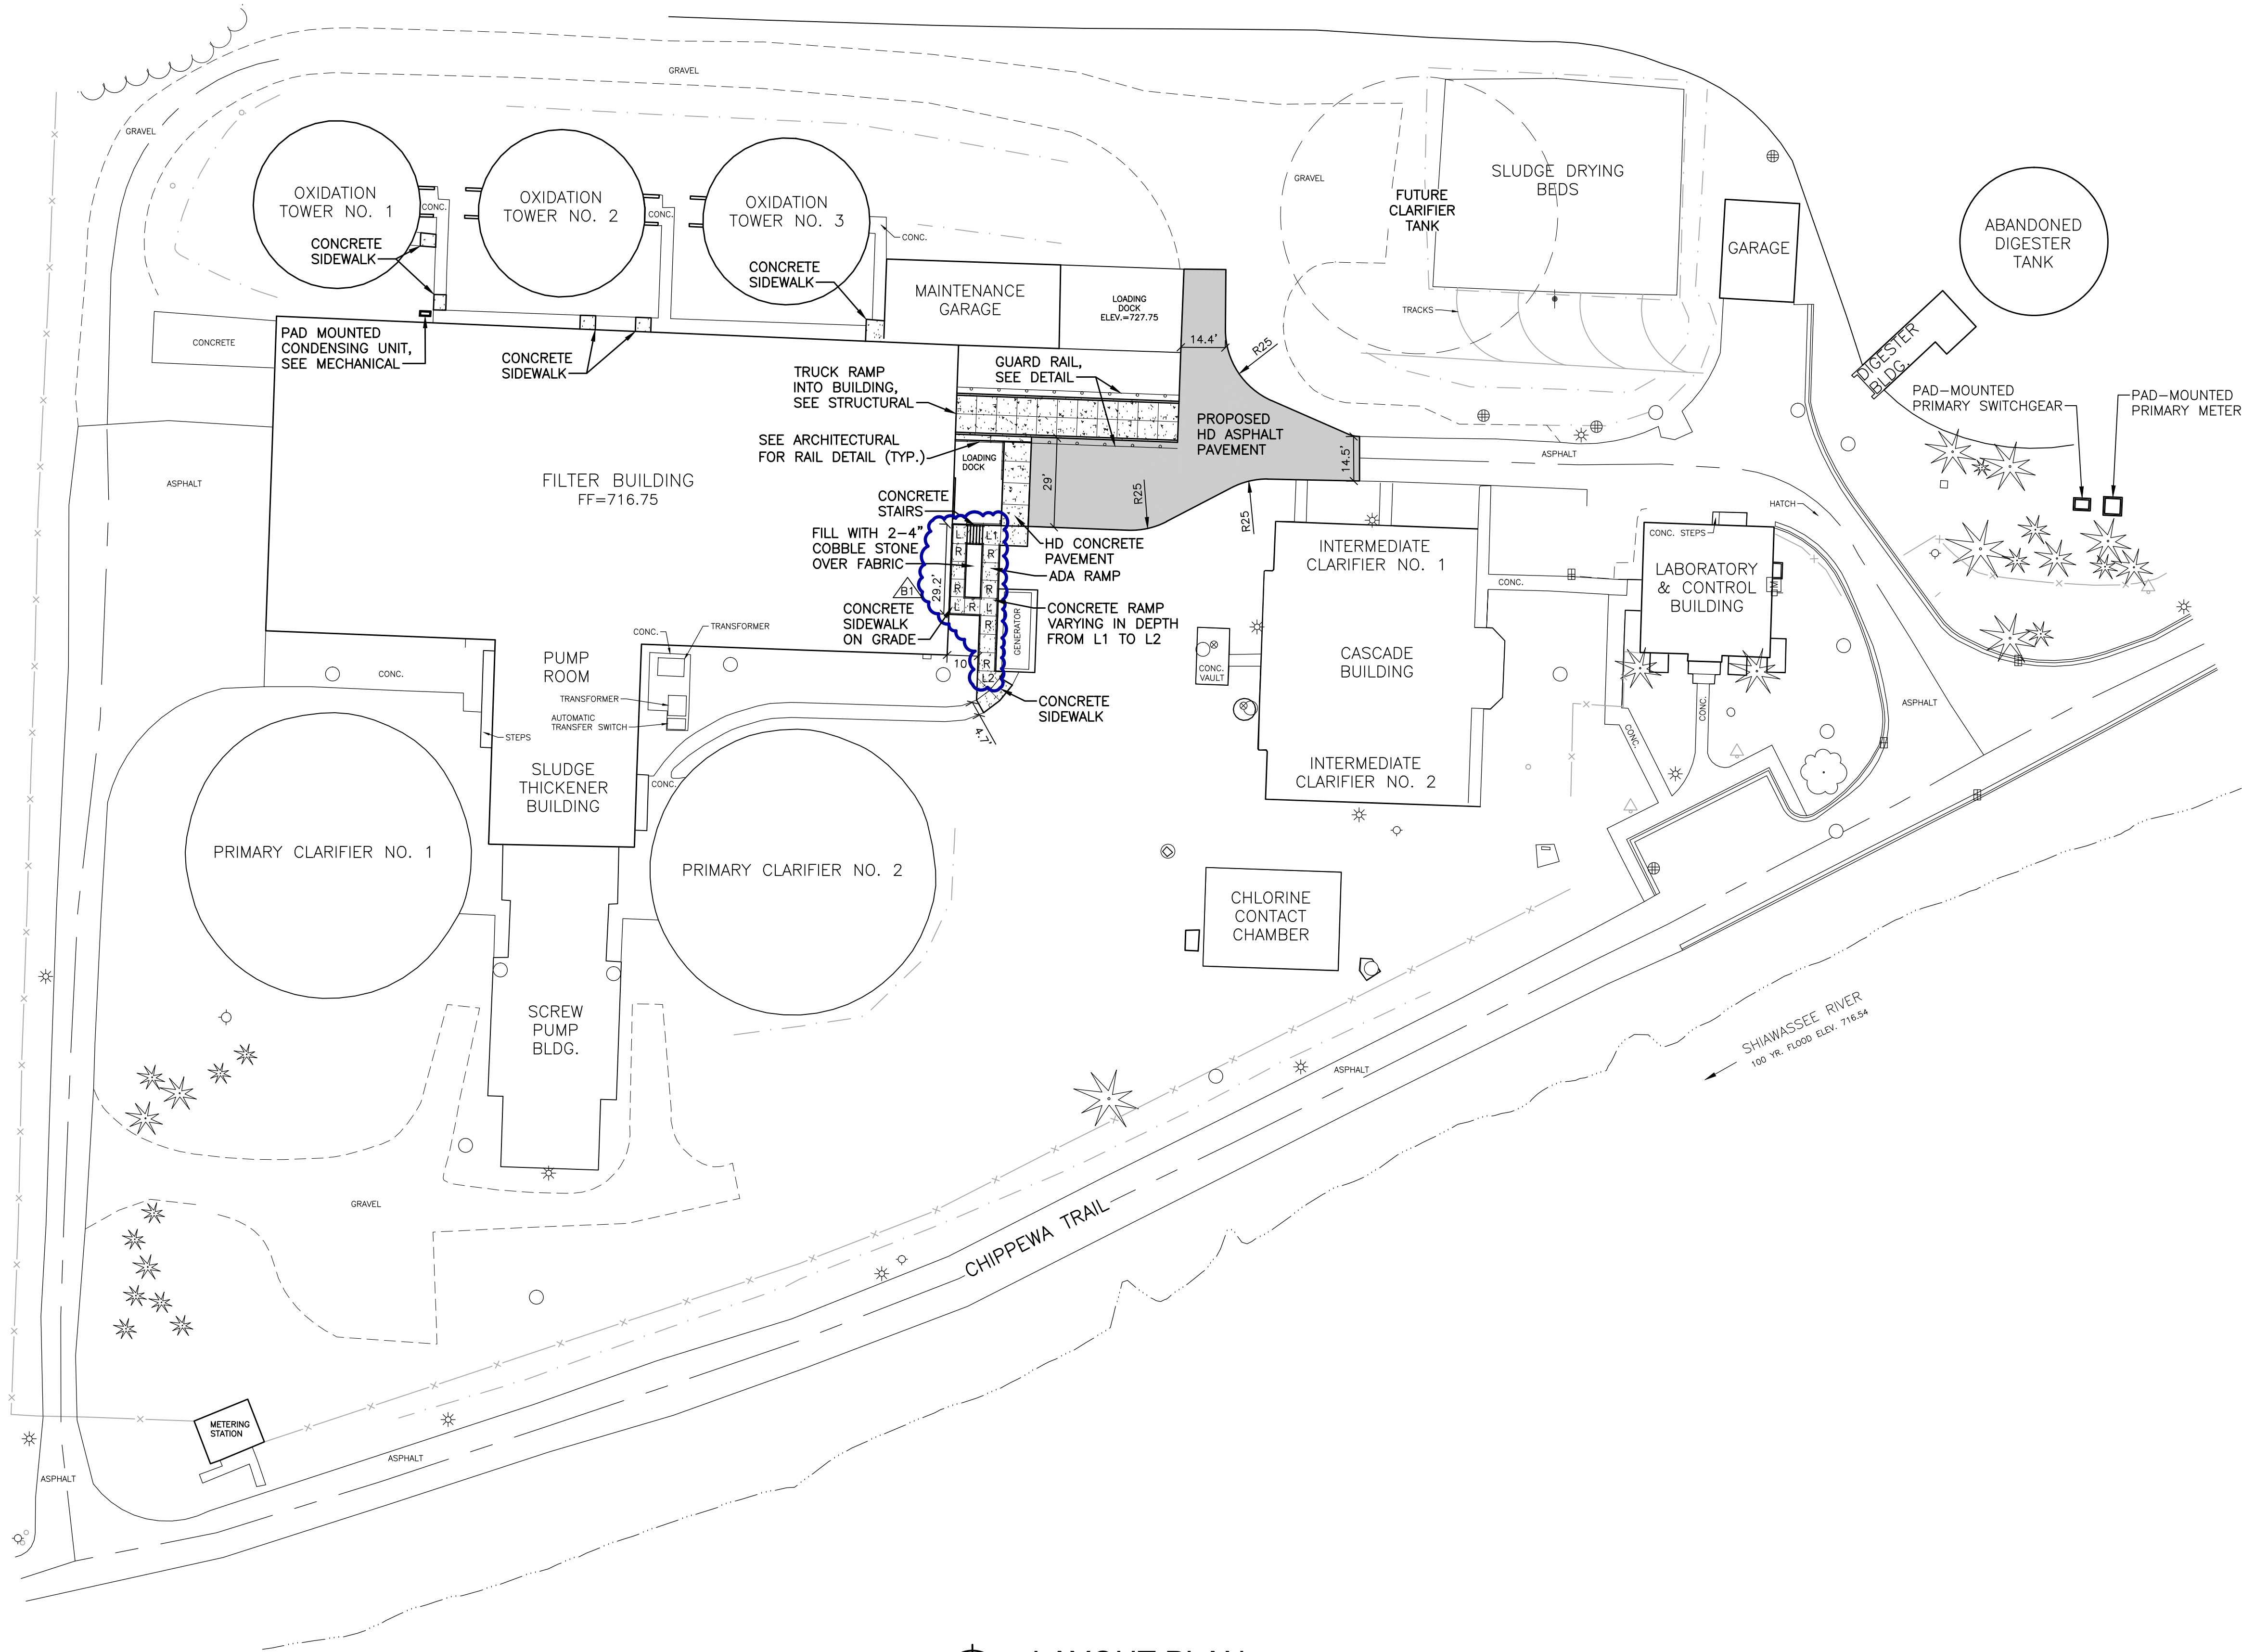 GRAVEL
GRAVEL
OXIDATION
TOWER NO. 1
CONC.
CONCRETE
SIDEWALK
OXIDATION
TOWER NO. 2
CONC.
OXIDATION
TOWER NO. 3
CONC.
CONCRETE
SIDEWALK
MAINTENANCE
GARAGE
LOADING
DOCK
ELEV.=727.75
GRAVEL
FUTURE
CLARIFIER
TANK
SLUDGE DRYING
BEDS
TRACKS
GARAGE
ABANDONED
DIGESTER
TANK
DIGESTER
BLDG.
PAD-MOUNTED
PRIMARY SWITCHGEAR
PAD-MOUNTED
PRIMARY METER
CONCRETE
PAD MOUNTED
CONDENSING UNIT,
SEE MECHANICAL
CONCRETE
SIDEWALK
TRUCK RAMP
INTO BUILDING,
SEE STRUCTURAL
GUARD RAIL,
SEE DETAIL
14.4'
R25
PROPOSED
HD ASPHALT
PAVEMENT
SEE ARCHITECTURAL
FOR RAIL DETAIL (TYP.)
LOADING
DOCK
29'
R25
14.5'
R25
ASPHALT
HATCH
ASPHALT
FILTER BUILDING
FF=716.75
CONCRETE
STAIRS
FILL WITH 2-4"
COBBLE STONE
OVER FABRIC
B1
29.2'
L
L1
R
R
R
R
L
R
L
R
R
L2
HD CONCRETE
PAVEMENT
ADA RAMP
CONCRETE
SIDEWALK
ON GRADE
CONCRETE RAMP
VARYING IN DEPTH
FROM L1 TO L2
GENERATOR
10'
CONCRETE
SIDEWALK
4.7'
INTERMEDIATE
CLARIFIER NO. 1
CONC.
CONC. STEPS
LABORATORY
& CONTROL
BUILDING
CASCADE
BUILDING
CONC.
VAULT
INTERMEDIATE
CLARIFIER NO. 2
CONC.
CONC.
ASPHALT
PUMP
ROOM
CONC.
TRANSFORMER
TRANSFORMER
AUTOMATIC
TRANSFER SWITCH
CONC.
STEPS
SLUDGE
THICKENER
BUILDING
CONC.
PRIMARY CLARIFIER NO. 1
PRIMARY CLARIFIER NO. 2
CHLORINE
CONTACT
CHAMBER
SCREW
PUMP
BLDG.
SHIAWASSEE RIVER
100 YR. FLOOD ELEV. 716.54
ASPHALT
GRAVEL
CHIPPEWA TRAIL
METERING
STATION
ASPHALT
ASPHALT
LAYOUT PLAN